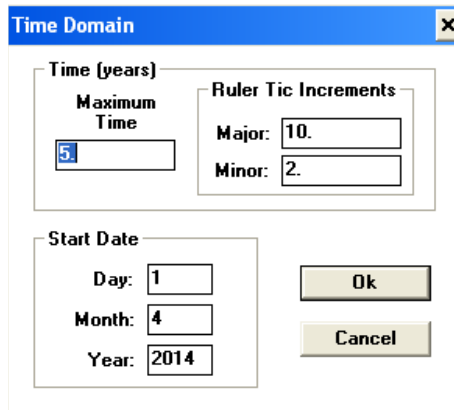 Time Domain
Time (years)
Maximum
Time
5.
Ruler Tic Increments
Major: 10.
Minor: 2.
Start Date
Day: 1
Month: 4
Year: 2014
Ok
Cancel